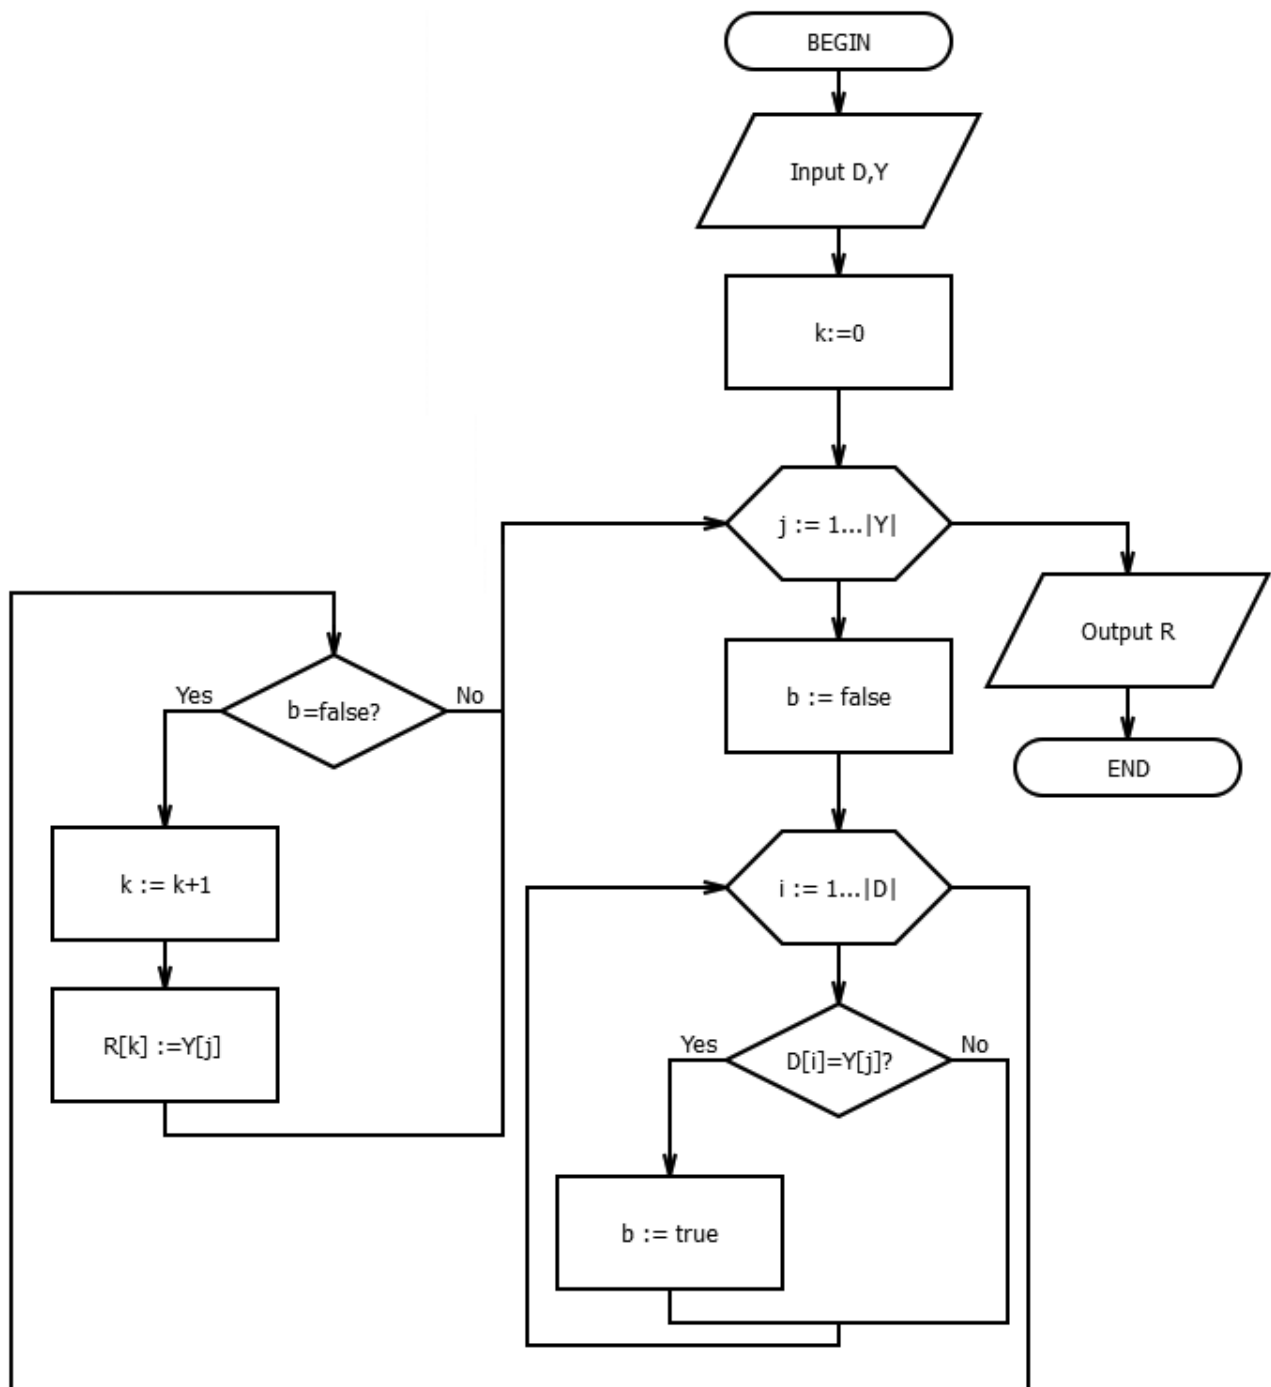 BEGIN
Input D,Y
k:=0
j := 1...|Y|
Output R
END
b := false
i := 1...|D|
D[i]=Y[j]?
Yes
No
b := true
b=false?
Yes
No
k := k+1
R[k] :=Y[j]